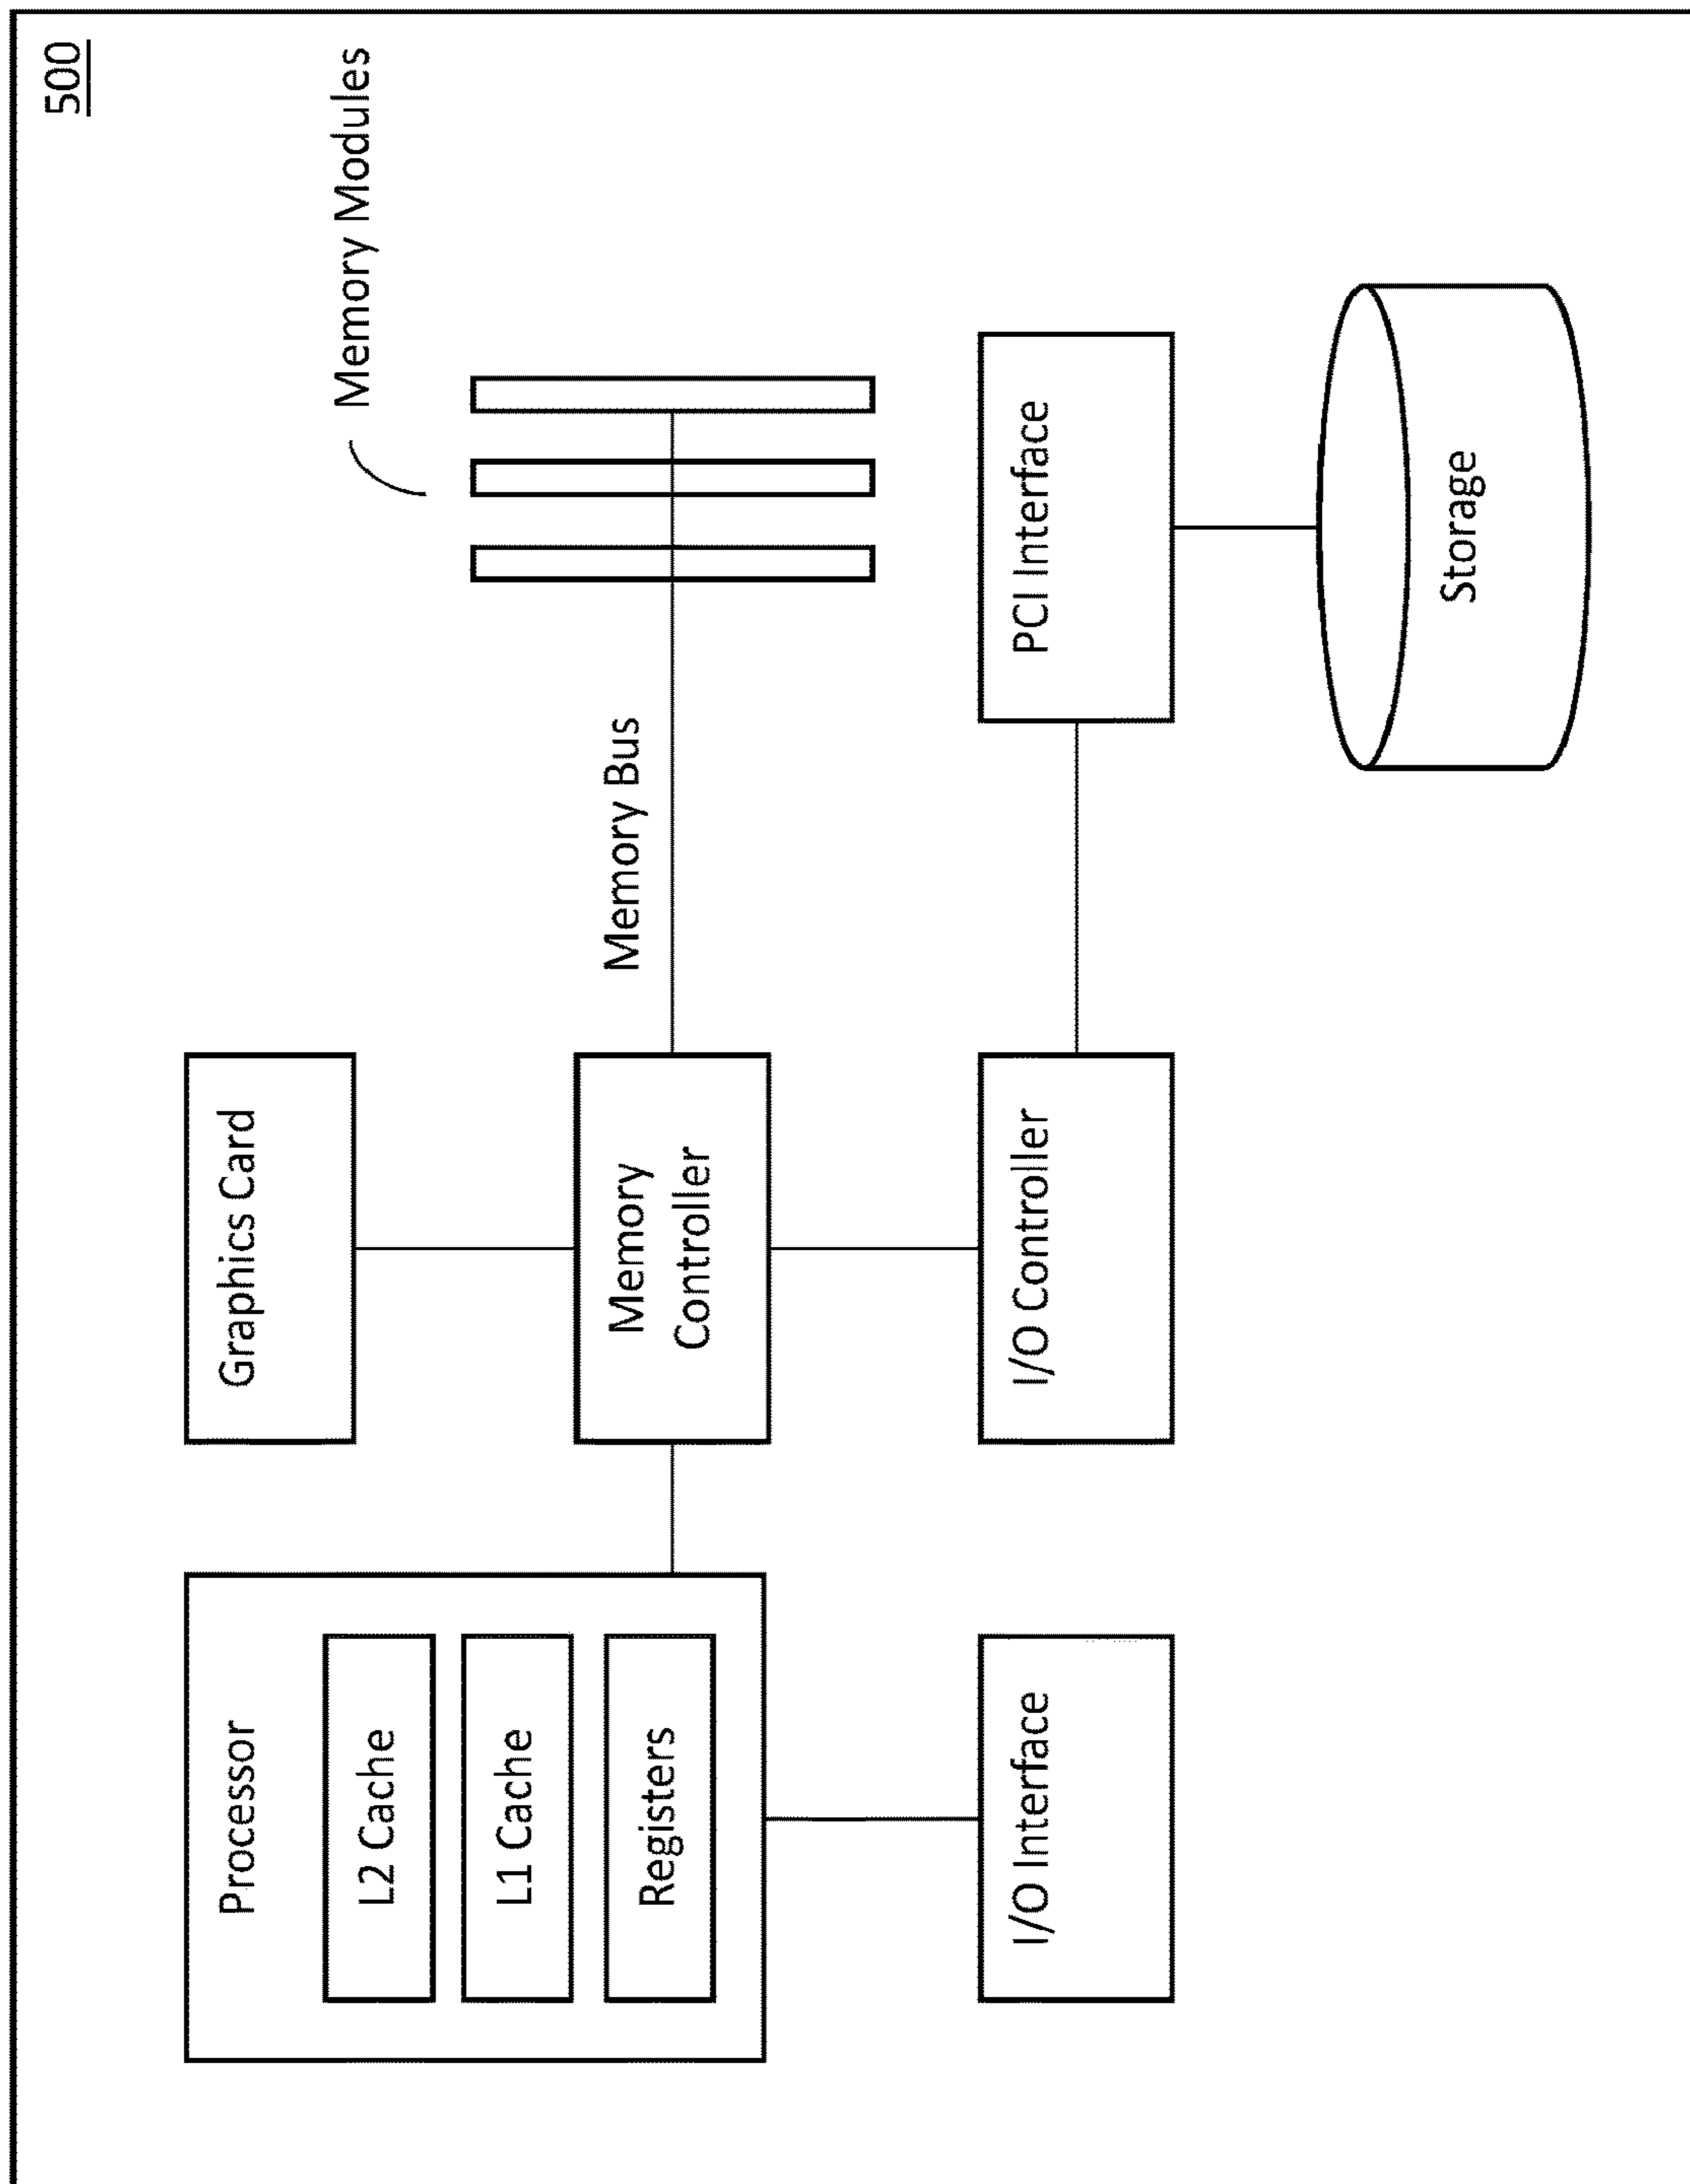 500
Processor
L2 Cache
L1 Cache
Registers
Graphics Card
Memory
Controller
Memory Bus
Memory Modules
I/O Interface
I/O Controller
PCI Interface
Storage